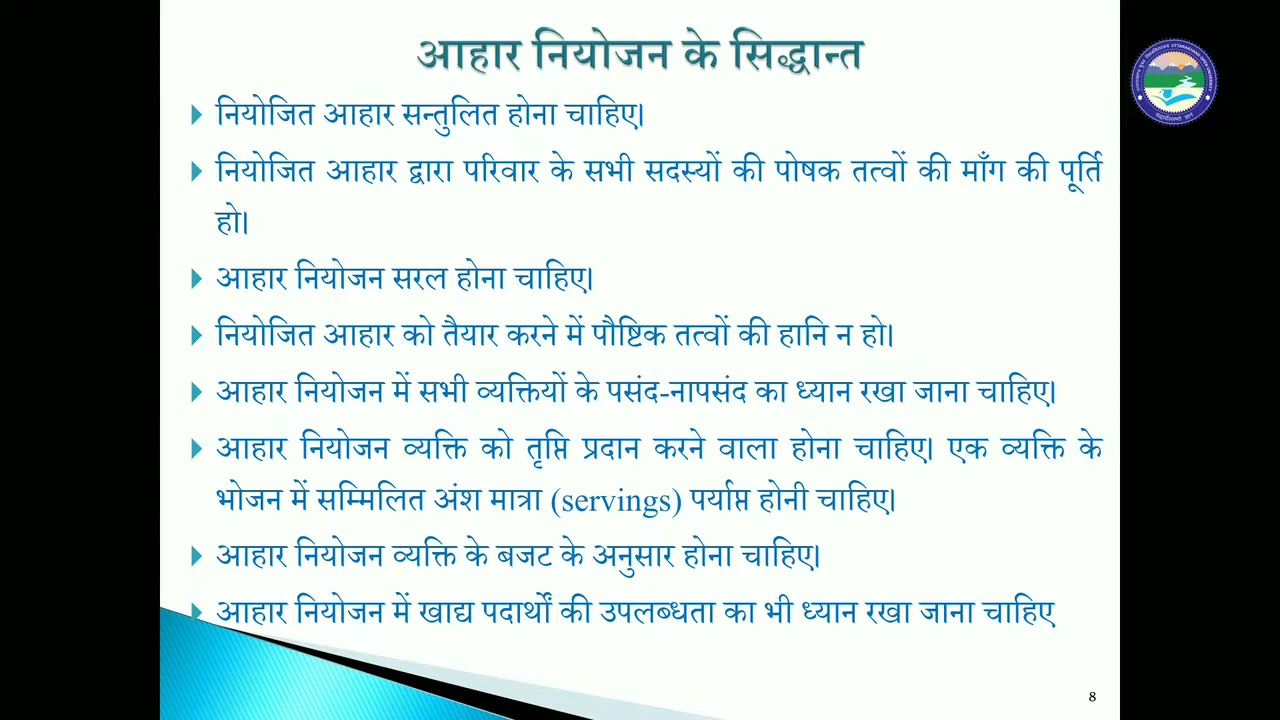 आहार नियोजन के सिद्धान्त
नियोजित आहार सन्तुलित होना चाहिए।
नियोजित आहार द्वारा परिवार के सभी सदस्यों की पोषक तत्वों की माँग की पूर्ति
हो।
आहार नियोजन सरल होना चाहिए।
नियोजित आहार को तैयार करने में पौष्टिक तत्वों की हानि न हो।
आहार नियोजन में सभी व्यक्तियों के पसंद-नापसंद का ध्यान रखा जाना चाहिए।
आहार नियोजन व्यक्ति को तृप्ति प्रदान करने वाला होना चाहिए। एक व्यक्ति के
भोजन में सम्मिलित अंश मात्रा (servings) पर्याप्त होनी चाहिए।
आहार नियोजन व्यक्ति के बजट के अनुसार होना चाहिए।
आहार नियोजन में खाद्य पदार्थों की उपलब्धता का भी ध्यान रखा जाना चाहिए
8